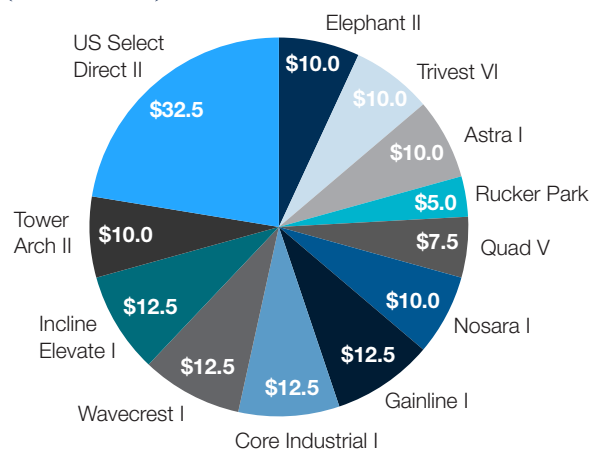 Elephant II
$10.0
Trivest VI
$10.0
Astra I
$10.0
Rucker Park
$5.0
Quad V
$7.5
Nosara I
$10.0
Gainline I
$12.5
Core Industrial I
$12.5
Wavecrest I
$12.5
Incline
Elevate I
$12.5
Tower
Arch II
$10.0
US Select
Direct II
$32.5